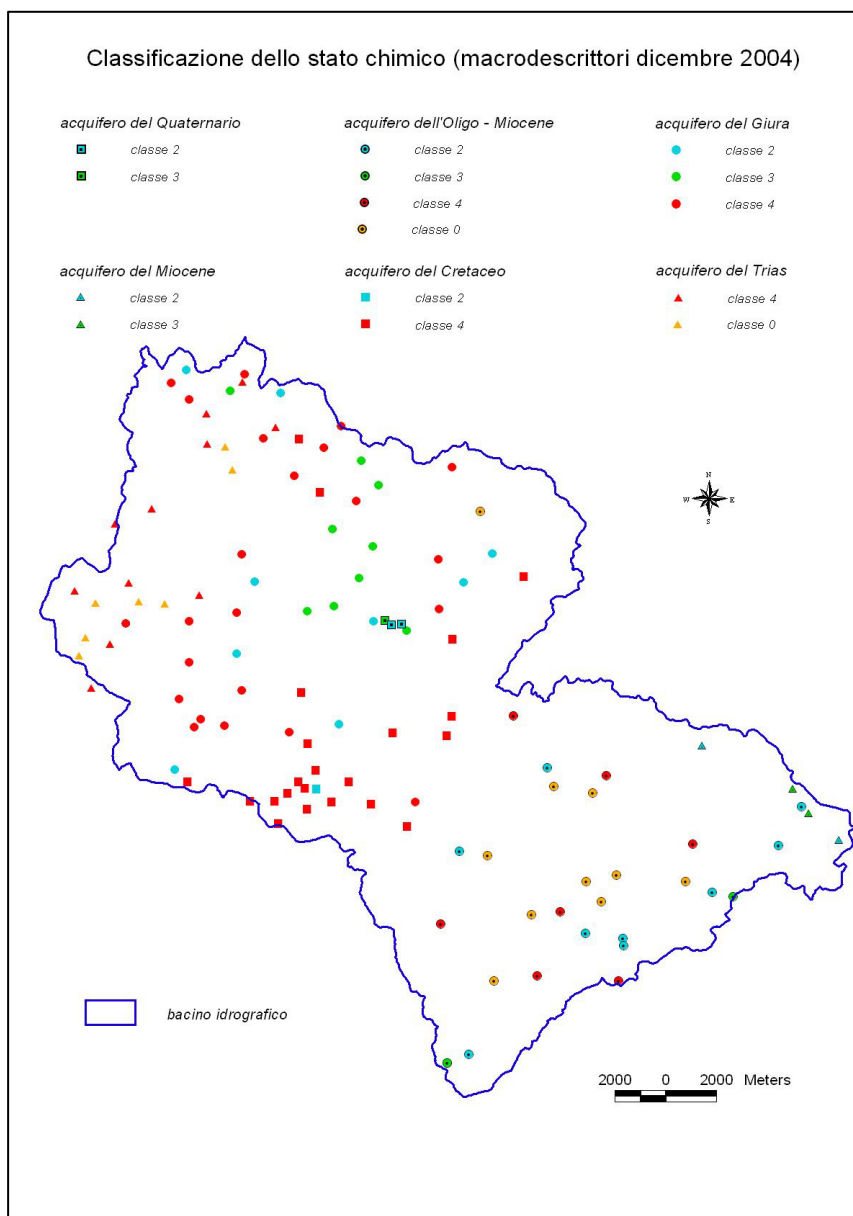 Classificazione dello stato chimico (macrodescrittori dicembre 2004)
acquifero del Quaternario
classe 2
classe 3
acquifero dell'Oligo - Miocene
classe 2
classe 3
classe 4
classe 0
acquifero del Giura
classe 2
classe 3
classe 4
acquifero del Miocene
classe 2
classe 3
acquifero del Cretaceo
classe 2
classe 4
acquifero del Trias
classe 4
classe 0
N
W E
S
bacino idrografico
2000 0 2000 Meters